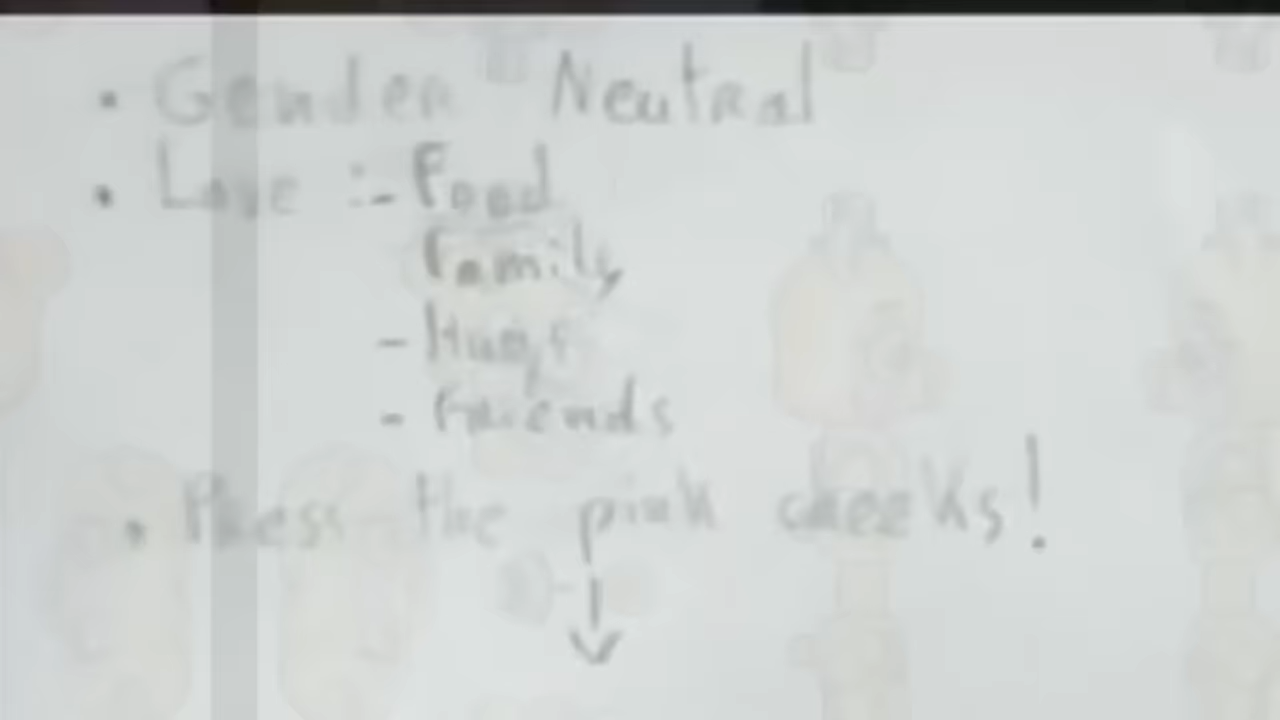 • Gender Neutral
• Love :- Food
Family
- Hugs
- Friends
• Press the pink cheeks!